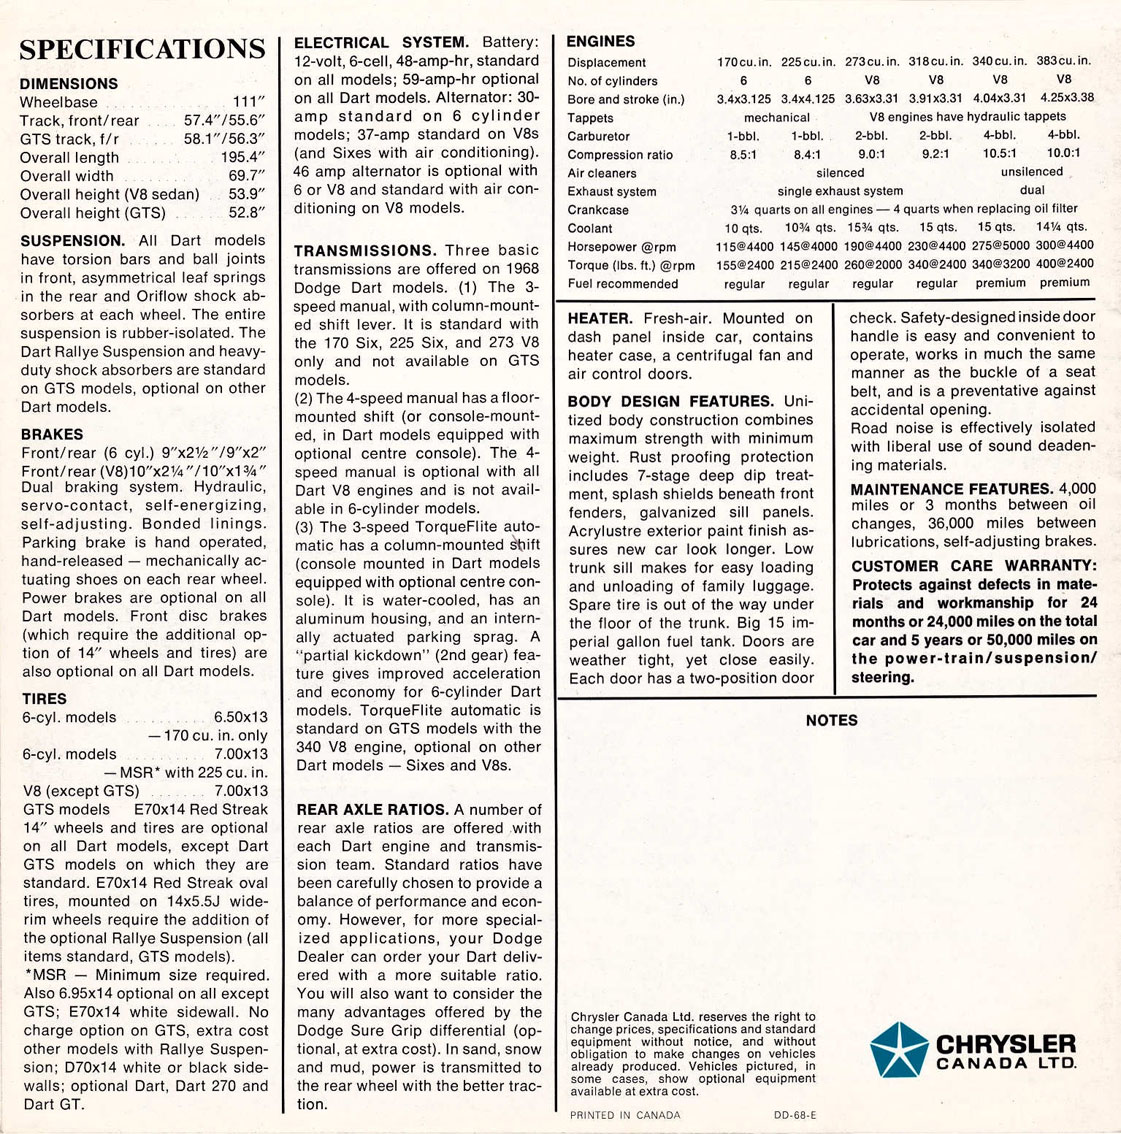 SPECIFICATIONS
DIMENSIONS
Wheelbase . . . . . . . . . . . 111″
Track, front/rear . . . . 57.4″/55.6″
GTS track, f/r . . . . . . 58.1″/56.3″
Overall length . . . . . . . . 195.4″
Overall width . . . . . . . . . 69.7″
Overall height (V8 sedan) . . 53.9″
Overall height (GTS) . . . . . 52.8″
SUSPENSION. All Dart models
have torsion bars and ball joints
in front, asymmetrical leaf springs
in the rear and Oriflow shock ab-
sorbers at each wheel. The entire
suspension is rubber-isolated. The
Dart Rallye Suspension and heavy-
duty shock absorbers are standard
on GTS models, optional on other
Dart models.
BRAKES
Front/rear (6 cyl.) 9″x2½″/9″x2″
Front/rear (V8)10″x2¼″/10″x1¾″
Dual braking system. Hydraulic,
servo-contact, self-energizing,
self-adjusting. Bonded linings.
Parking brake is hand operated,
hand-released — mechanically ac-
tuating shoes on each rear wheel.
Power brakes are optional on all
Dart models. Front disc brakes
(which require the additional op-
tion of 14″ wheels and tires) are
also optional on all Dart models.
TIRES
6-cyl. models . . . . . . . . . 6.50x13
— 170 cu. in. only
6-cyl. models . . . . . . . . . 7.00x13
— MSR* with 225 cu. in.
V8 (except GTS) . . . . . . . 7.00x13
GTS models E70x14 Red Streak
14″ wheels and tires are optional
on all Dart models, except Dart
GTS models on which they are
standard. E70x14 Red Streak oval
tires, mounted on 14x5.5J wide-
rim wheels require the addition of
the optional Rallye Suspension (all
items standard, GTS models).
*MSR — Minimum size required.
Also 6.95x14 optional on all except
GTS; E70x14 white sidewall. No
charge option on GTS, extra cost
other models with Rallye Suspen-
sion; D70x14 white or black side-
walls; optional Dart, Dart 270 and
Dart GT.
ELECTRICAL SYSTEM. Battery:
12-volt, 6-cell, 48-amp-hr, standard
on all models; 59-amp-hr optional
on all Dart models. Alternator: 30-
amp standard on 6 cylinder
models; 37-amp standard on V8s
(and Sixes with air conditioning).
46 amp alternator is optional with
6 or V8 and standard with air con-
ditioning on V8 models.
TRANSMISSIONS. Three basic
transmissions are offered on 1968
Dodge Dart models. (1) The 3-
speed manual, with column-mount-
ed shift lever. It is standard with
the 170 Six, 225 Six, and 273 V8
only and not available on GTS
models.
(2) The 4-speed manual has a floor-
mounted shift (or console-mount-
ed, in Dart models equipped with
optional centre console). The 4-
speed manual is optional with all
Dart V8 engines and is not avail-
able in 6-cylinder models.
(3) The 3-speed TorqueFlite auto-
matic has a column-mounted shift
(console mounted in Dart models
equipped with optional centre con-
sole). It is water-cooled, has an
aluminum housing, and an intern-
ally actuated parking sprag. A
“partial kickdown” (2nd gear) fea-
ture gives improved acceleration
and economy for 6-cylinder Dart
models. TorqueFlite automatic is
standard on GTS models with the
340 V8 engine, optional on other
Dart models — Sixes and V8s.
REAR AXLE RATIOS. A number of
rear axle ratios are offered with
each Dart engine and transmis-
sion team. Standard ratios have
been carefully chosen to provide a
balance of performance and econ-
omy. However, for more special-
ized applications, your Dodge
Dealer can order your Dart deliv-
ered with a more suitable ratio.
You will also want to consider the
many advantages offered by the
Dodge Sure Grip differential (op-
tional, at extra cost). In sand, snow
and mud, power is transmitted to
the rear wheel with the better trac-
tion.
ENGINES
Displacement 170 cu. in. 225 cu. in. 273 cu. in. 318 cu. in. 340 cu. in. 383 cu. in.
No. of cylinders 6 6 V8 V8 V8 V8
Bore and stroke (in.) 3.4x3.125 3.4x4.125 3.63x3.31 3.91x3.31 4.04x3.31 4.25x3.38
Tappets mechanical V8 engines have hydraulic tappets
Carburetor 1-bbl. 1-bbl. 2-bbl. 2-bbl. 4-bbl. 4-bbl.
Compression ratio 8.5:1 8.4:1 9.0:1 9.2:1 10.5:1 10.0:1
Air cleaners silenced unsilenced
Exhaust system single exhaust system dual
Crankcase 3¼ quarts on all engines — 4 quarts when replacing oil filter
Coolant 10 qts. 10¾ qts. 15¾ qts. 15 qts. 15 qts. 14¼ qts.
Horsepower @rpm 115@4400 145@4000 190@4400 230@4400 275@5000 300@4400
Torque (lbs. ft.) @rpm 155@2400 215@2400 260@2000 340@2400 340@3200 400@2400
Fuel recommended regular regular regular regular premium premium
HEATER. Fresh-air. Mounted on
dash panel inside car, contains
heater case, a centrifugal fan and
air control doors.
BODY DESIGN FEATURES. Uni-
tized body construction combines
maximum strength with minimum
weight. Rust proofing protection
includes 7-stage deep dip treat-
ment, splash shields beneath front
fenders, galvanized sill panels.
Acrylustre exterior paint finish as-
sures new car look longer. Low
trunk sill makes for easy loading
and unloading of family luggage.
Spare tire is out of the way under
the floor of the trunk. Big 15 im-
perial gallon fuel tank. Doors are
weather tight, yet close easily.
Each door has a two-position door
check. Safety-designed inside door
handle is easy and convenient to
operate, works in much the same
manner as the buckle of a seat
belt, and is a preventative against
accidental opening.
Road noise is effectively isolated
with liberal use of sound deaden-
ing materials.
MAINTENANCE FEATURES. 4,000
miles or 3 months between oil
changes, 36,000 miles between
lubrications, self-adjusting brakes.
CUSTOMER CARE WARRANTY:
Protects against defects in mate-
rials and workmanship for 24
months or 24,000 miles on the total
car and 5 years or 50,000 miles on
the power-train/suspension/
steering.
NOTES
Chrysler Canada Ltd. reserves the right to
change prices, specifications and standard
equipment without notice, and without
obligation to make changes on vehicles
already produced. Vehicles pictured, in
some cases, show optional equipment
available at extra cost.
PRINTED IN CANADA DD-68-E
CHRYSLER
CANADA LTD.